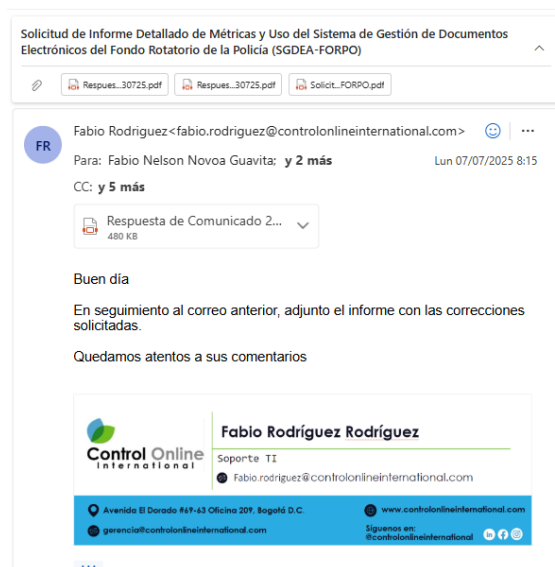 Solicitud de Informe Detallado de Métricas y Uso del Sistema de Gestión de Documentos
Electrónicos del Fondo Rotatorio de la Policía (SGDEA-FORPO)
Respues...30725.pdf
Respues...30725.pdf
Solicit...FORPO.pdf
FR
Fabio Rodriguez<fabio.rodriguez@controlonlineinternational.com>
Para: Fabio Nelson Novoa Guavita; y 2 más
Lun 07/07/2025 8:15
CC: y 5 más
Respuesta de Comunicado 2...
480 KB
Buen día
En seguimiento al correo anterior, adjunto el informe con las correcciones
solicitadas.
Quedamos atentos a sus comentarios
Control Online
International
Fabio Rodríguez Rodríguez
Soporte TI
Fabio.rodriguez@controlonlineinternational.com
Avenida El Dorado #69-63 Oficina 209, Bogotá D.C.
www.controlonlineinternational.com
gerencia@controlonlineinternational.com
Síguenos en:
@controlonlineinternational